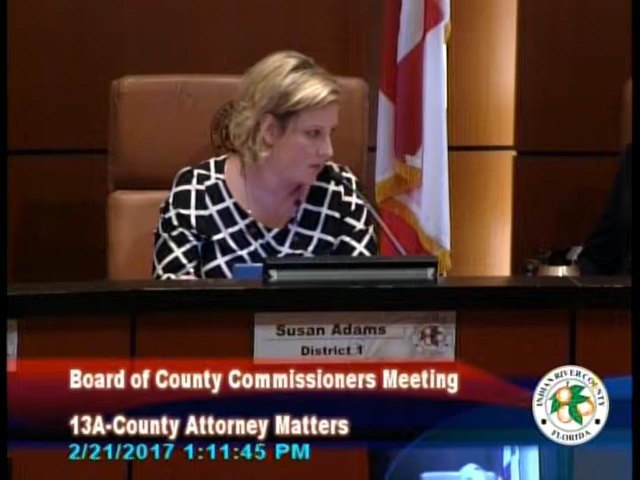 Susan Adams
District 1
Board of County Commissioners Meeting
13A-County Attorney Matters
2/21/2017 1:11:45 PM
INDIAN RIVER COUNTY
FLORIDA